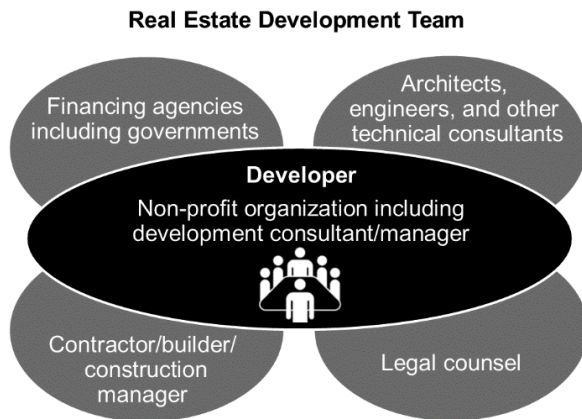 Real Estate Development Team
Financing agencies
including governments
Architects,
engineers, and other
technical consultants
Developer
Non-profit organization including
development consultant/manager
Contractor/builder/
construction
manager
Legal counsel